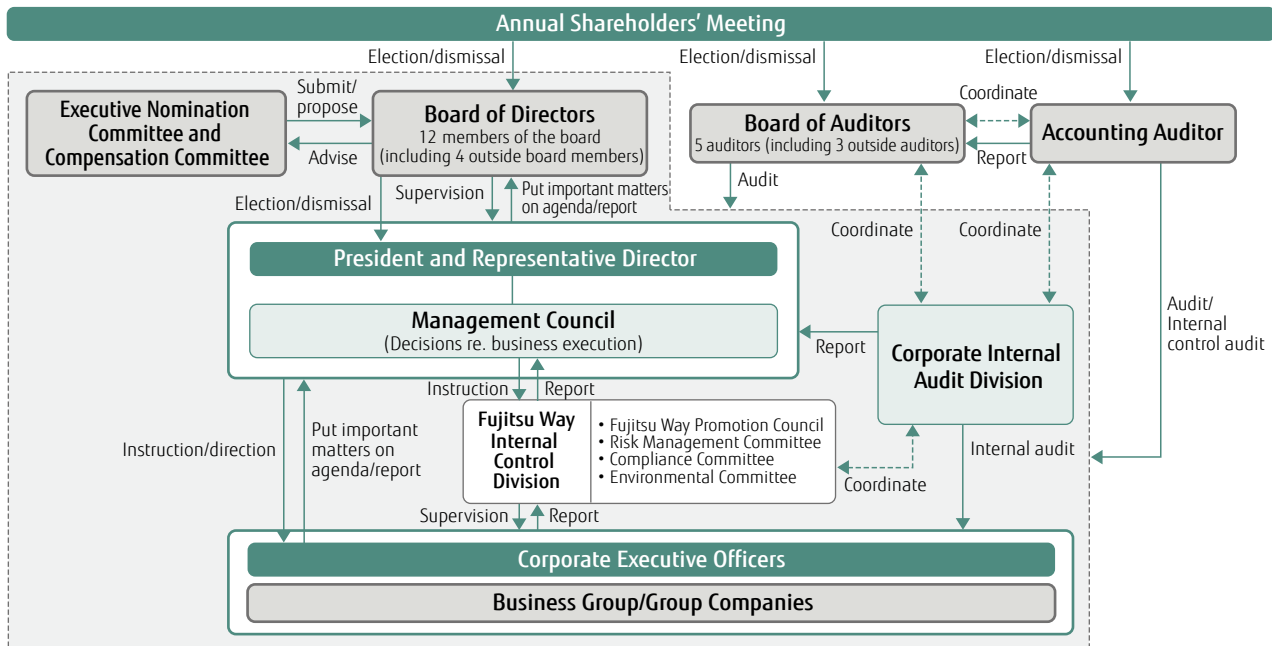 Annual Shareholders' Meeting
Election/dismissal
Election/dismissal
Election/dismissal
Executive Nomination
Committee and
Compensation Committee
Submit/
propose
Advise
Board of Directors
12 members of the board
(including 4 outside board members)
Board of Auditors
5 auditors (including 3 outside auditors)
Coordinate
Report
Accounting Auditor
Election/dismissal
Supervision
Put important matters
on agenda/report
Audit
Coordinate
Coordinate
President and Representative Director
Management Council
(Decisions re. business execution)
Report
Corporate Internal
Audit Division
Audit/
Internal
control audit
Instruction
Report
Fujitsu Way
Internal
Control
Division
• Fujitsu Way Promotion Council
• Risk Management Committee
• Compliance Committee
• Environmental Committee
Coordinate
Internal audit
Instruction/direction
Put important
matters on
agenda/report
Supervision
Report
Corporate Executive Officers
Business Group/Group Companies